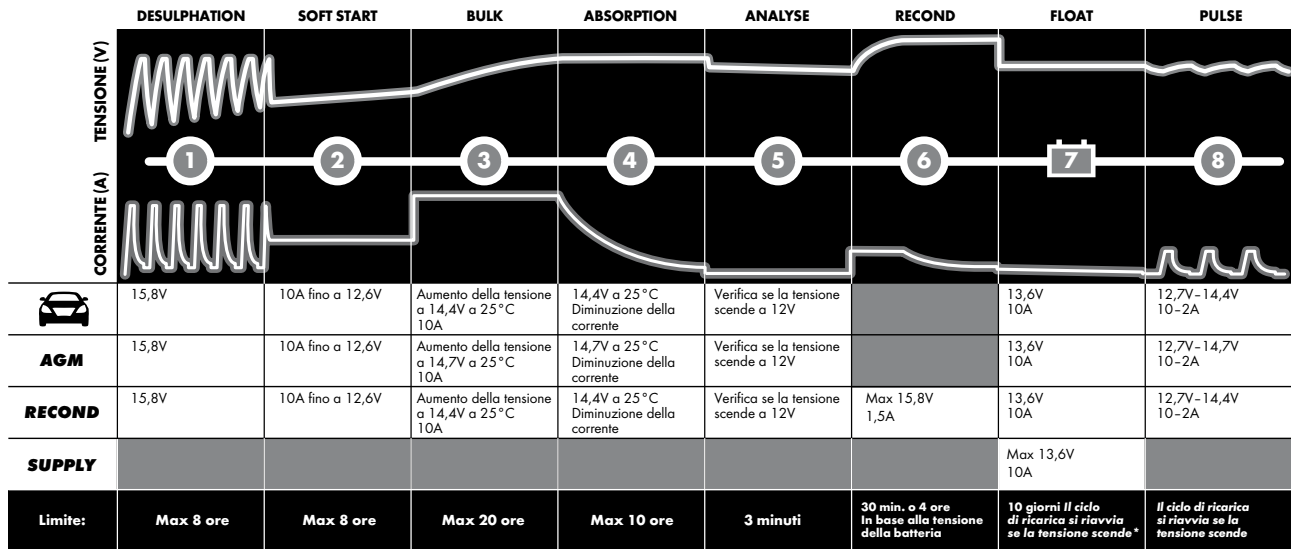 DESULPHATION SOFT START BULK ABSORPTION ANALYSE RECOND FLOAT PULSE
TENSIONE (V)
1 2 3 4 5 6 7 8
CORRENTE (A)
15,8V
10A fino a 12,6V
Aumento della tensione
a 14,4V a 25°C
10A
14,4V a 25°C
Diminuzione della
corrente
Verifica se la tensione
scende a 12V
13,6V
10A
12,7V–14,4V
10–2A
AGM
15,8V
10A fino a 12,6V
Aumento della tensione
a 14,7V a 25°C
10A
14,7V a 25°C
Diminuzione della
corrente
Verifica se la tensione
scende a 12V
13,6V
10A
12,7V–14,7V
10–2A
RECOND
15,8V
10A fino a 12,6V
Aumento della tensione
a 14,4V a 25°C
10A
14,4V a 25°C
Diminuzione della
corrente
Verifica se la tensione
scende a 12V
Max 15,8V
1,5A
13,6V
10A
12,7V–14,4V
10–2A
SUPPLY
Max 13,6V
10A
Limite:
Max 8 ore
Max 8 ore
Max 20 ore
Max 10 ore
3 minuti
30 min. o 4 ore
In base alla tensione
della batteria
10 giorni Il ciclo
di ricarica si riavvia
se la tensione scende*
Il ciclo di ricarica
si riavvia se la
tensione scende